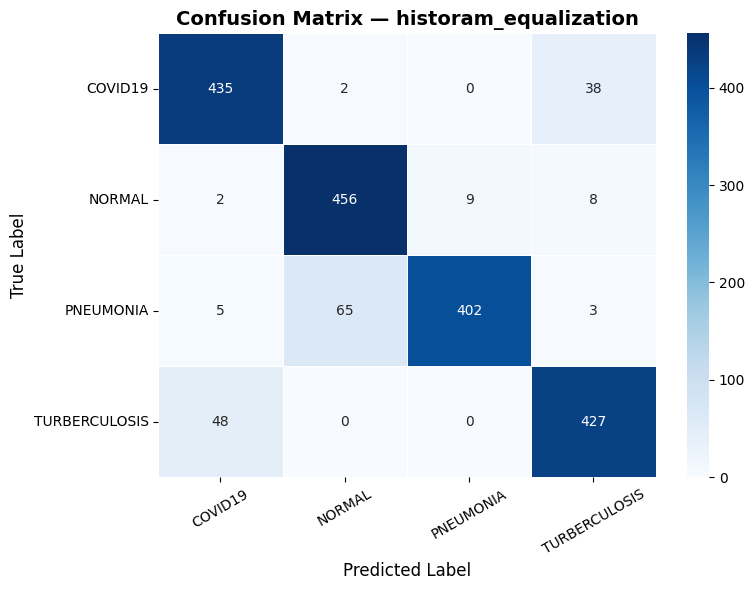 Confusion Matrix — historam_equalization
True Label
COVID19 435 2 0 38
NORMAL 2 456 9 8
PNEUMONIA 5 65 402 3
TURBERCULOSIS 48 0 0 427
COVID19 NORMAL PNEUMONIA TURBERCULOSIS
Predicted Label
400
300
200
100
0